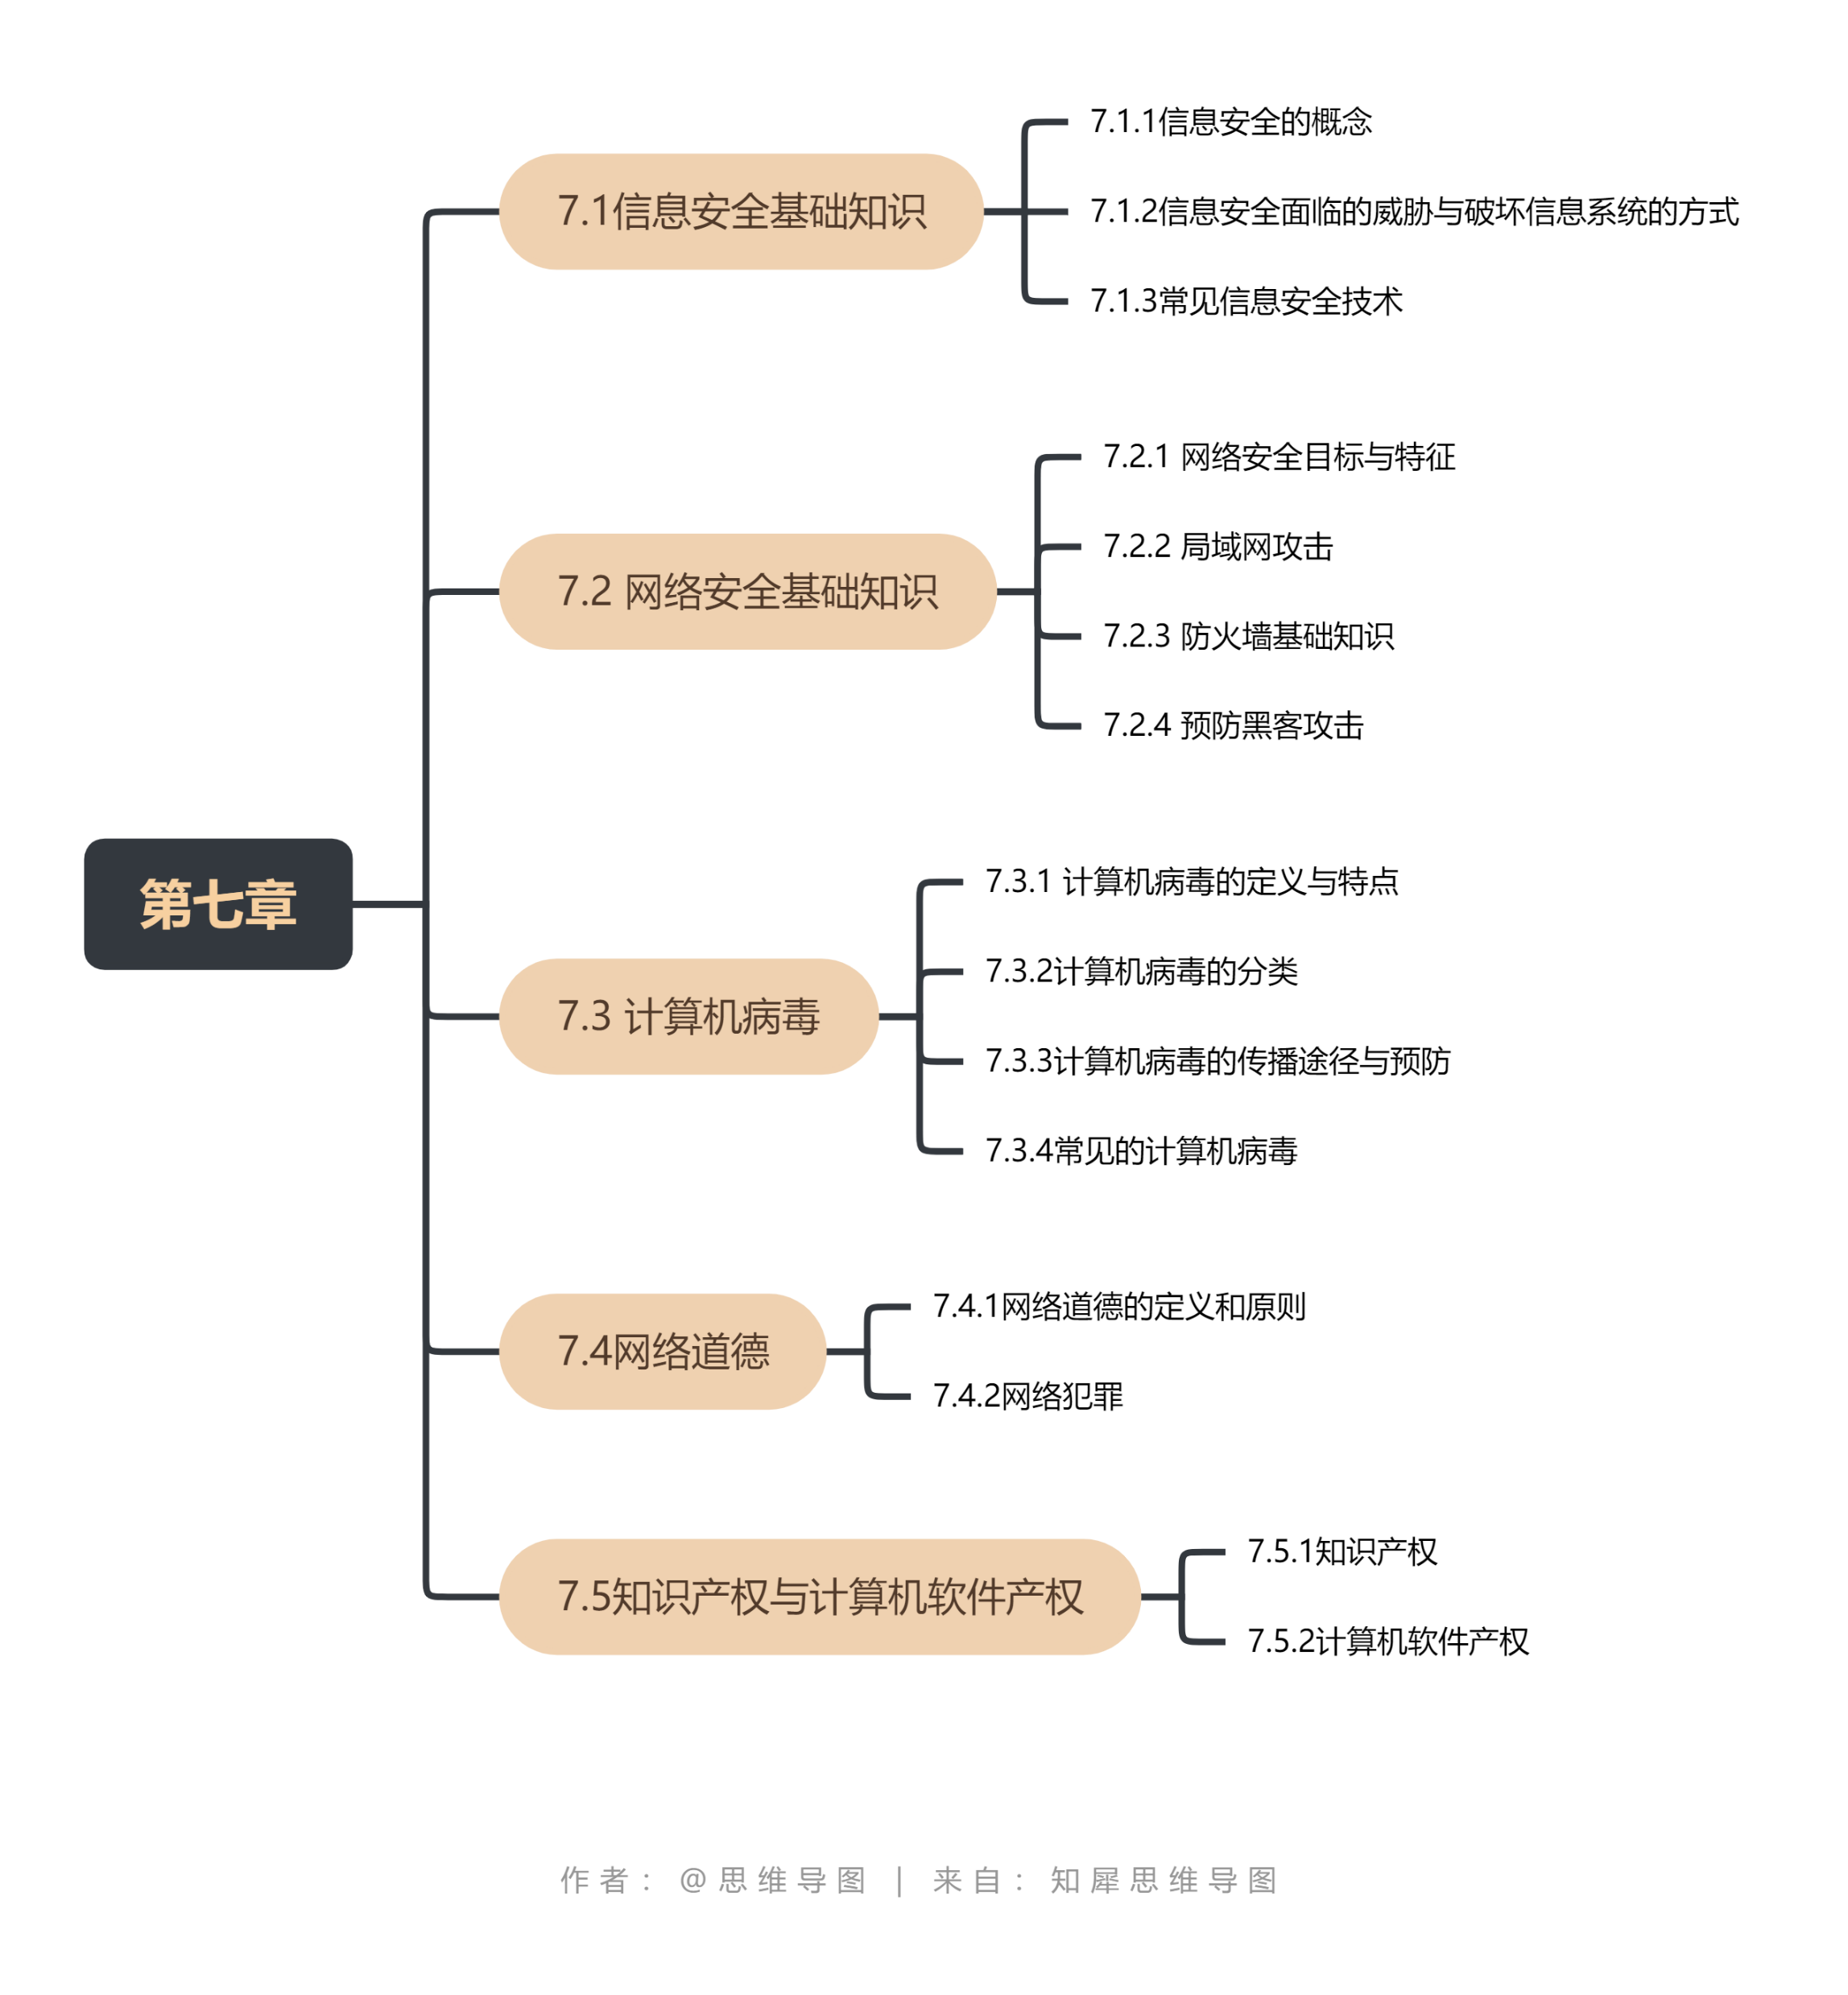 第七章
7.1信息安全基础知识
7.1.1信息安全的概念
7.1.2信息安全面临的威胁与破坏信息系统的方式
7.1.3常见信息安全技术
7.2 网络安全基础知识
7.2.1 网络安全目标与特征
7.2.2 局域网攻击
7.2.3 防火墙基础知识
7.2.4 预防黑客攻击
7.3 计算机病毒
7.3.1 计算机病毒的定义与特点
7.3.2计算机病毒的分类
7.3.3计算机病毒的传播途径与预防
7.3.4常见的计算机病毒
7.4网络道德
7.4.1网络道德的定义和原则
7.4.2网络犯罪
7.5知识产权与计算机软件产权
7.5.1知识产权
7.5.2计算机软件产权
作者：@思维导图 | 来自：知犀思维导图